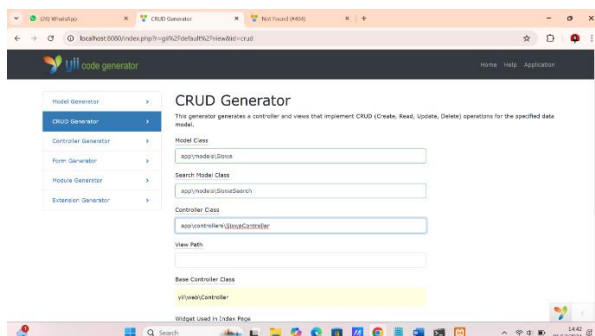 (20) WhatsApp
CRUD Generator
Not Found (#404)
localhost:8080/index.php?r=gii%2Fdefault%2Fview&id=crud
yii code generator
Home Help Application
Model Generator
CRUD Generator
Controller Generator
Form Generator
Module Generator
Extension Generator
CRUD Generator
This generator generates a controller and views that implement CRUD (Create, Read, Update, Delete) operations for the specified data
model.
Model Class
app\models\Siswa
Search Model Class
app\models\SiswaSearch
Controller Class
app\controllers\SiswaController
View Path
Base Controller Class
yii\web\Controller
Widget Used in Index Page
Search
14:42